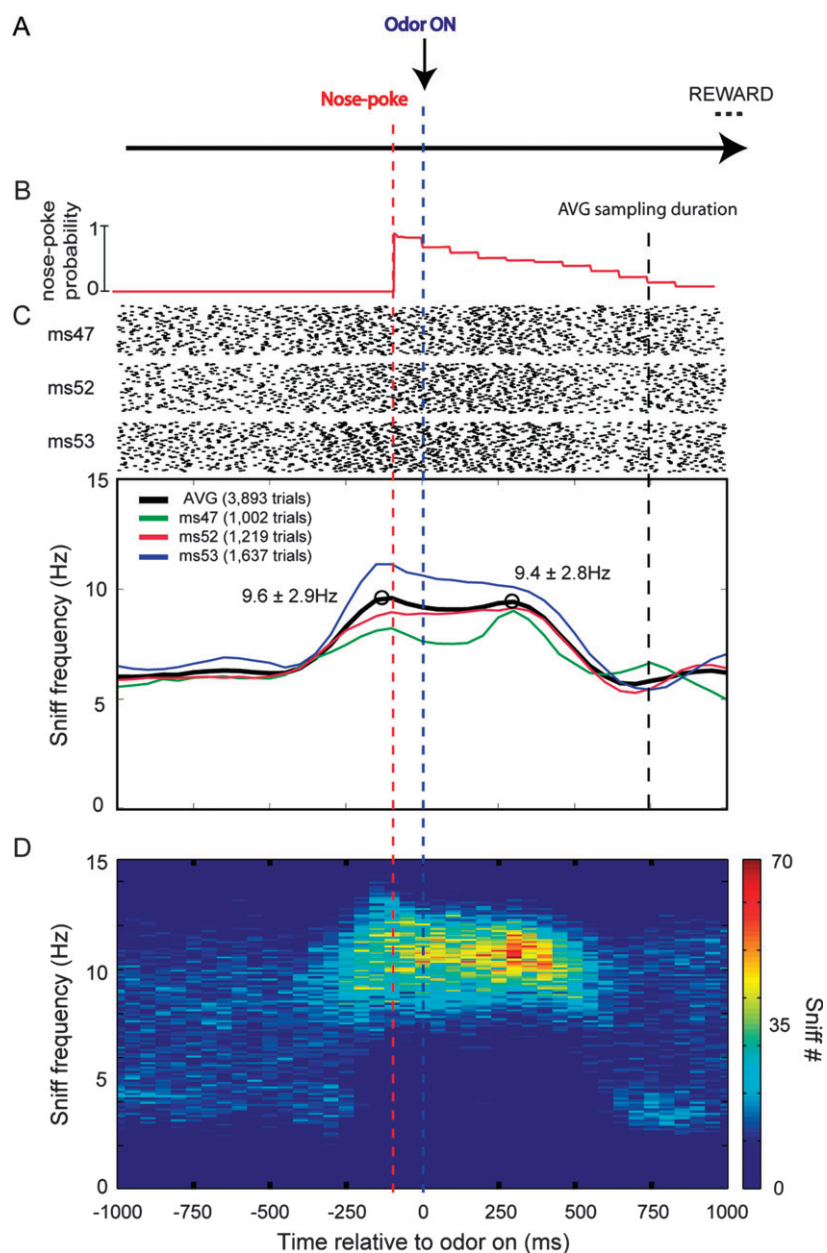 A
Odor ON
Nose-poke
REWARD
B
AVG sampling duration
nose-poke
probability
1
0
C
ms47
ms52
ms53
15
10
5
0
Sniff frequency (Hz)
AVG (3,893 trials)
ms47 (1,002 trials)
ms52 (1,219 trials)
ms53 (1,637 trials)
9.6 ± 2.9Hz
9.4 ± 2.8Hz
D
15
10
5
0
Sniff frequency (Hz)
70
35
0
Sniff #
-1000 -750 -500 -250 0 250 500 750 1000
Time relative to odor on (ms)